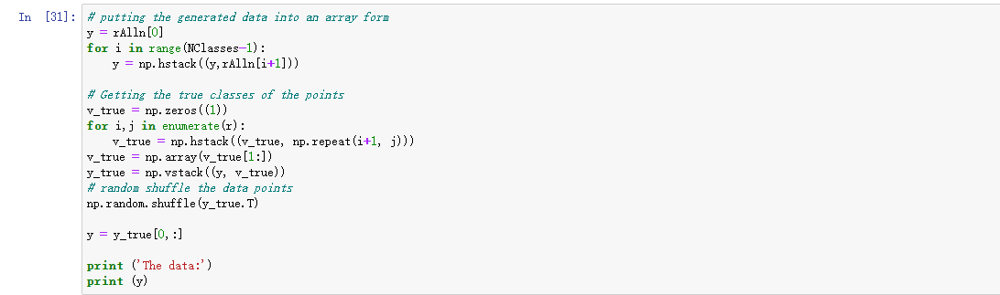 In [31]: # putting the generated data into an array form
y = rAlln[0]
for i in range(NClasses-1):
    y = np.hstack((y,rAlln[i+1]))

# Getting the true classes of the points
v_true = np.zeros((1))
for i,j in enumerate(r):
    v_true = np.hstack((v_true, np.repeat(i+1, j)))
v_true = np.array(v_true[1:])
y_true = np.vstack((y, v_true))
# random shuffle the data points
np.random.shuffle(y_true.T)

y = y_true[0,:]

print ('The data:')
print (y)